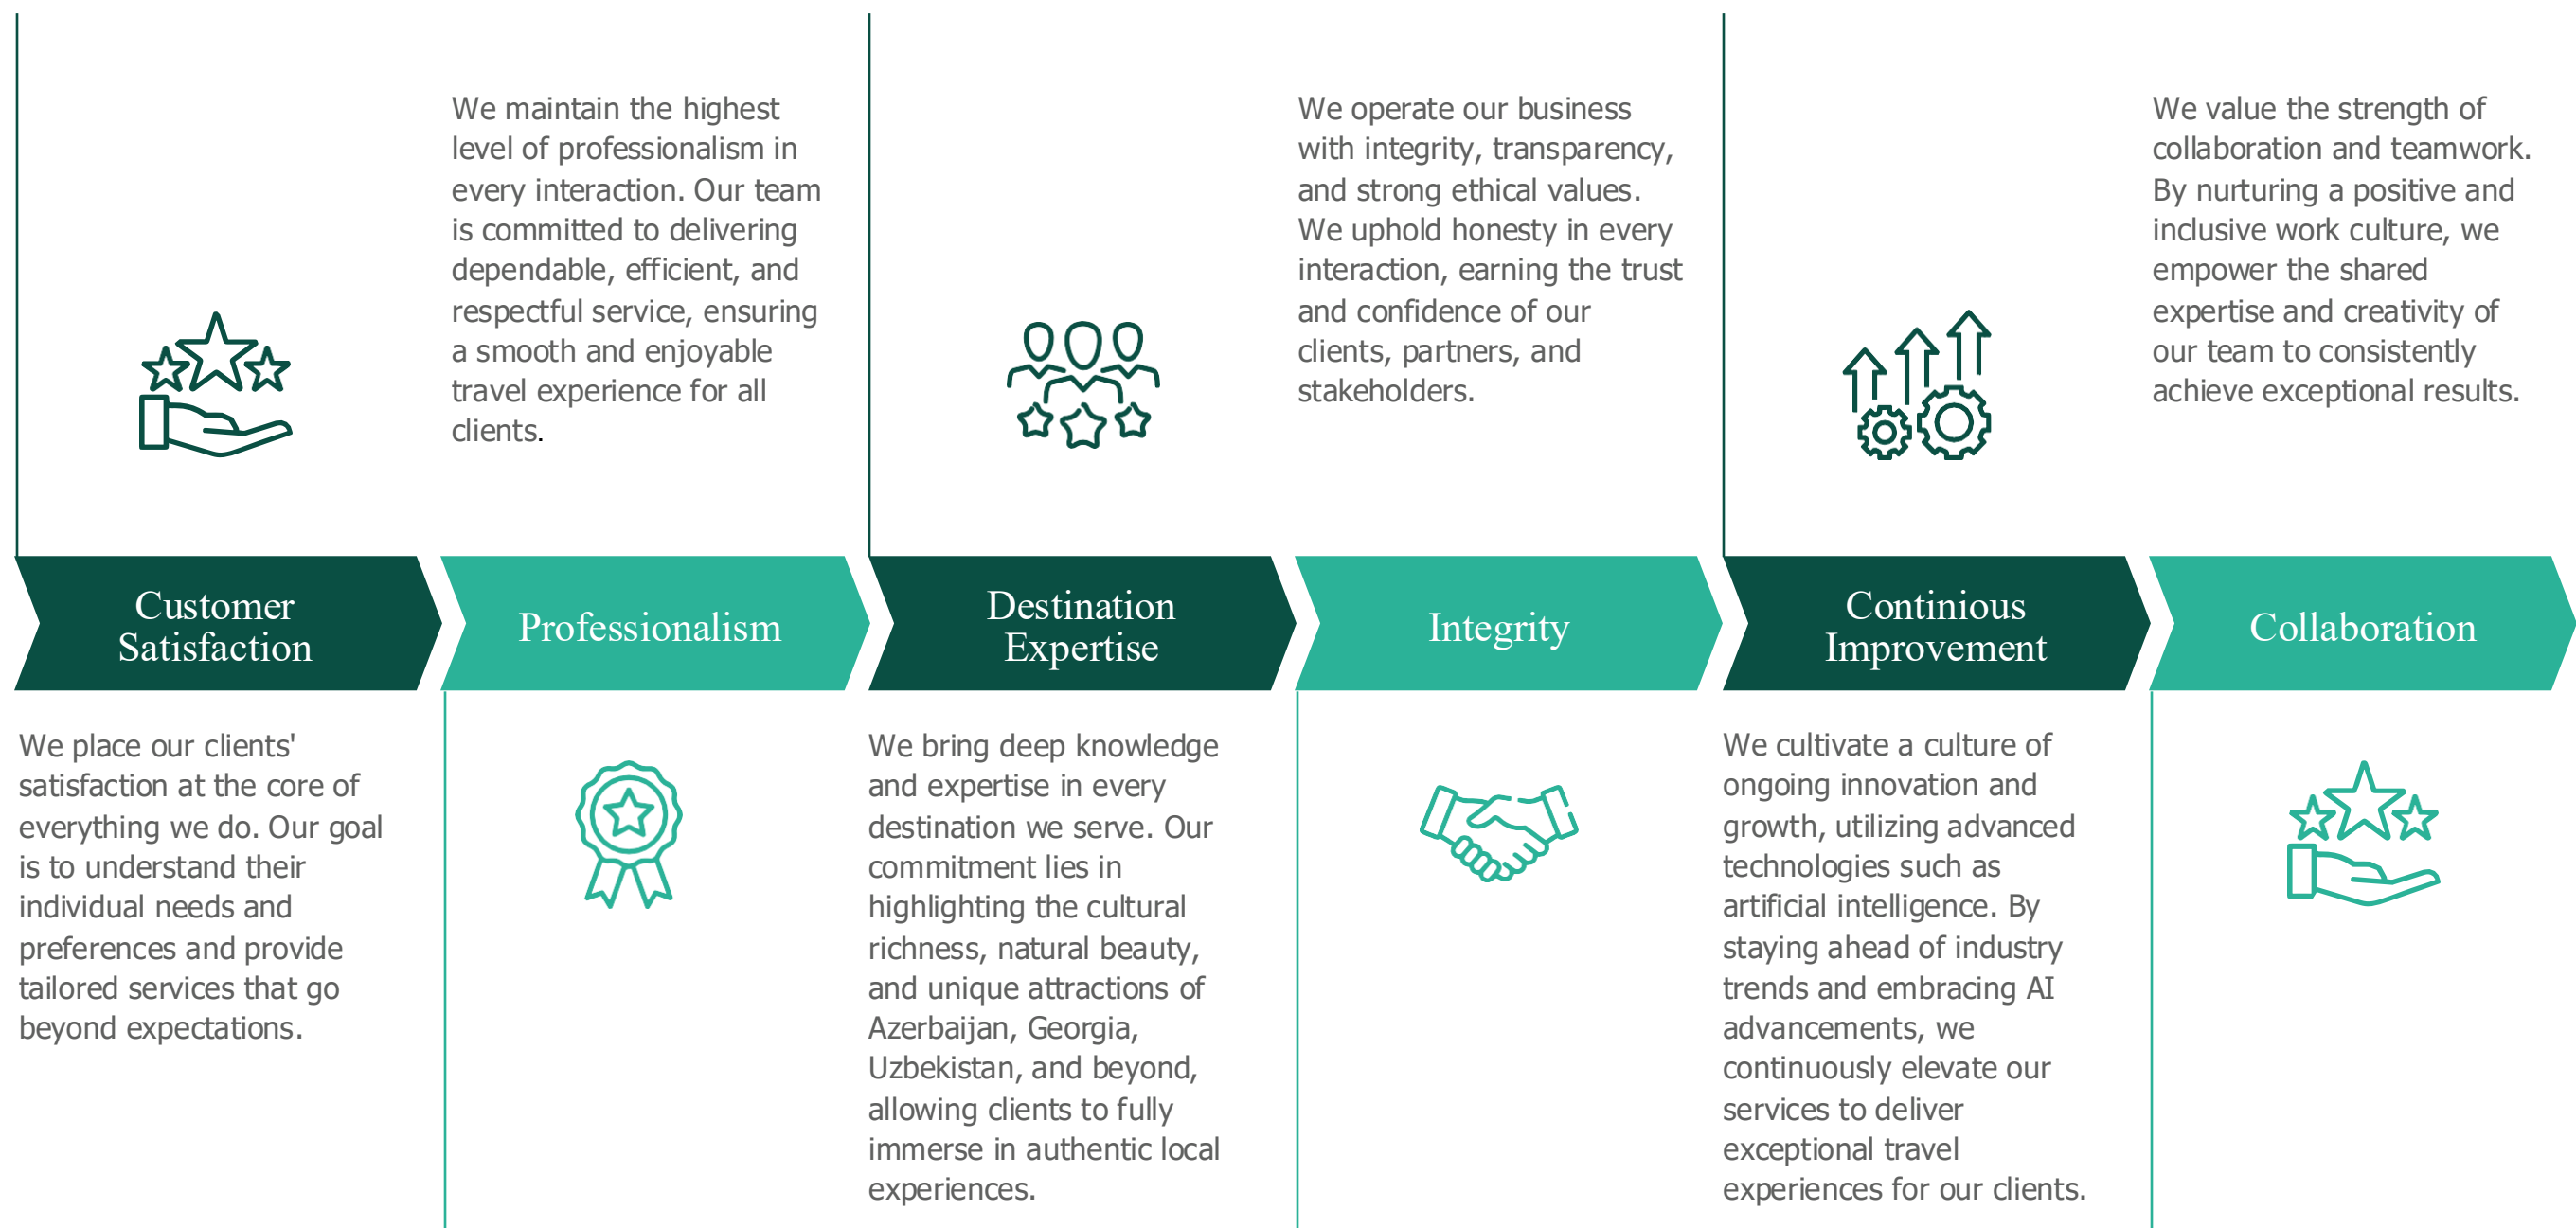 Customer
Satisfaction
We place our clients'
satisfaction at the core of
everything we do. Our goal
is to understand their
individual needs and
preferences and provide
tailored services that go
beyond expectations.
We maintain the highest
level of professionalism in
every interaction. Our team
is committed to delivering
dependable, efficient, and
respectful service, ensuring
a smooth and enjoyable
travel experience for all
clients.
Professionalism
Destination
Expertise
We bring deep knowledge
and expertise in every
destination we serve. Our
commitment lies in
highlighting the cultural
richness, natural beauty,
and unique attractions of
Azerbaijan, Georgia,
Uzbekistan, and beyond,
allowing clients to fully
immerse in authentic local
experiences.
We operate our business
with integrity, transparency,
and strong ethical values.
We uphold honesty in every
interaction, earning the trust
and confidence of our
clients, partners, and
stakeholders.
Integrity
Continious
Improvement
We cultivate a culture of
ongoing innovation and
growth, utilizing advanced
technologies such as
artificial intelligence. By
staying ahead of industry
trends and embracing AI
advancements, we
continuously elevate our
services to deliver
exceptional travel
experiences for our clients.
We value the strength of
collaboration and teamwork.
By nurturing a positive and
inclusive work culture, we
empower the shared
expertise and creativity of
our team to consistently
achieve exceptional results.
Collaboration